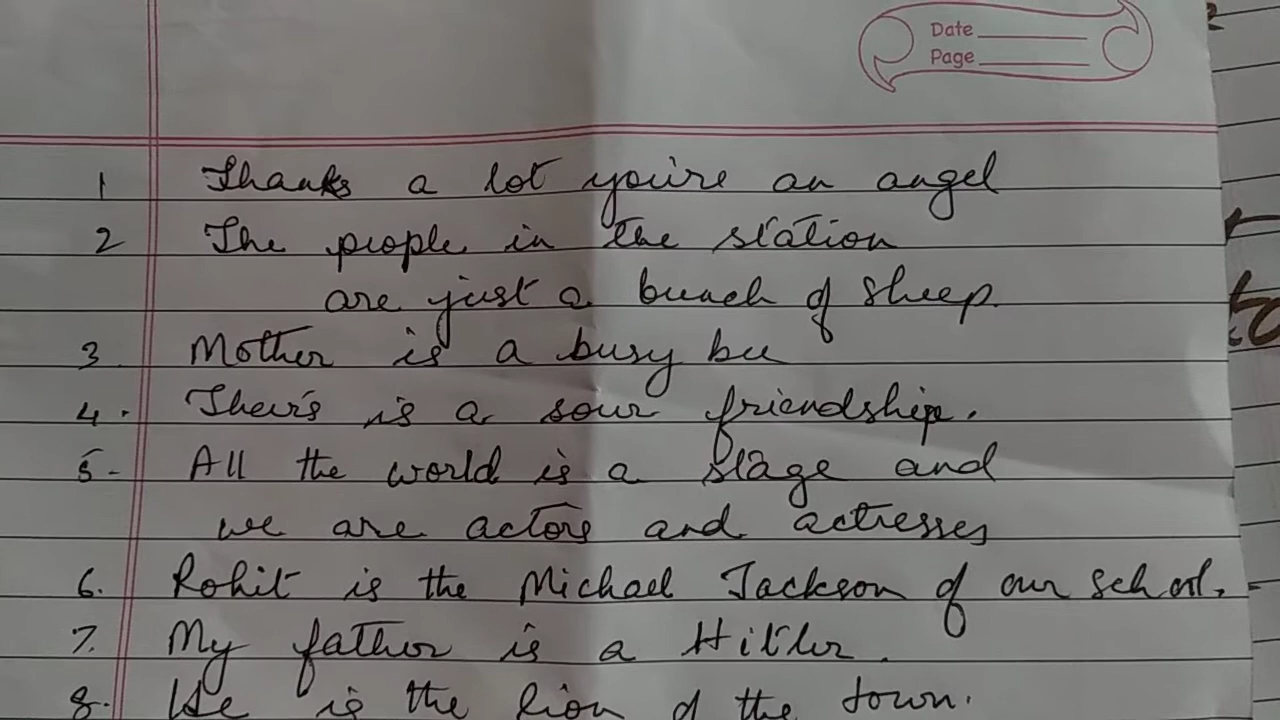 Date
Page
1 Thanks a lot you're an angel
2 The people in the station
are just a bunch of sheep.
3. Mother is a busy bee
4. Their's is a sour friendship.
5- All the world is a stage and
we are actors and actresses
6. Rohit is the Michael Jackson of our school.
7. My father is a Hitler.
8. He is the lion of the town.